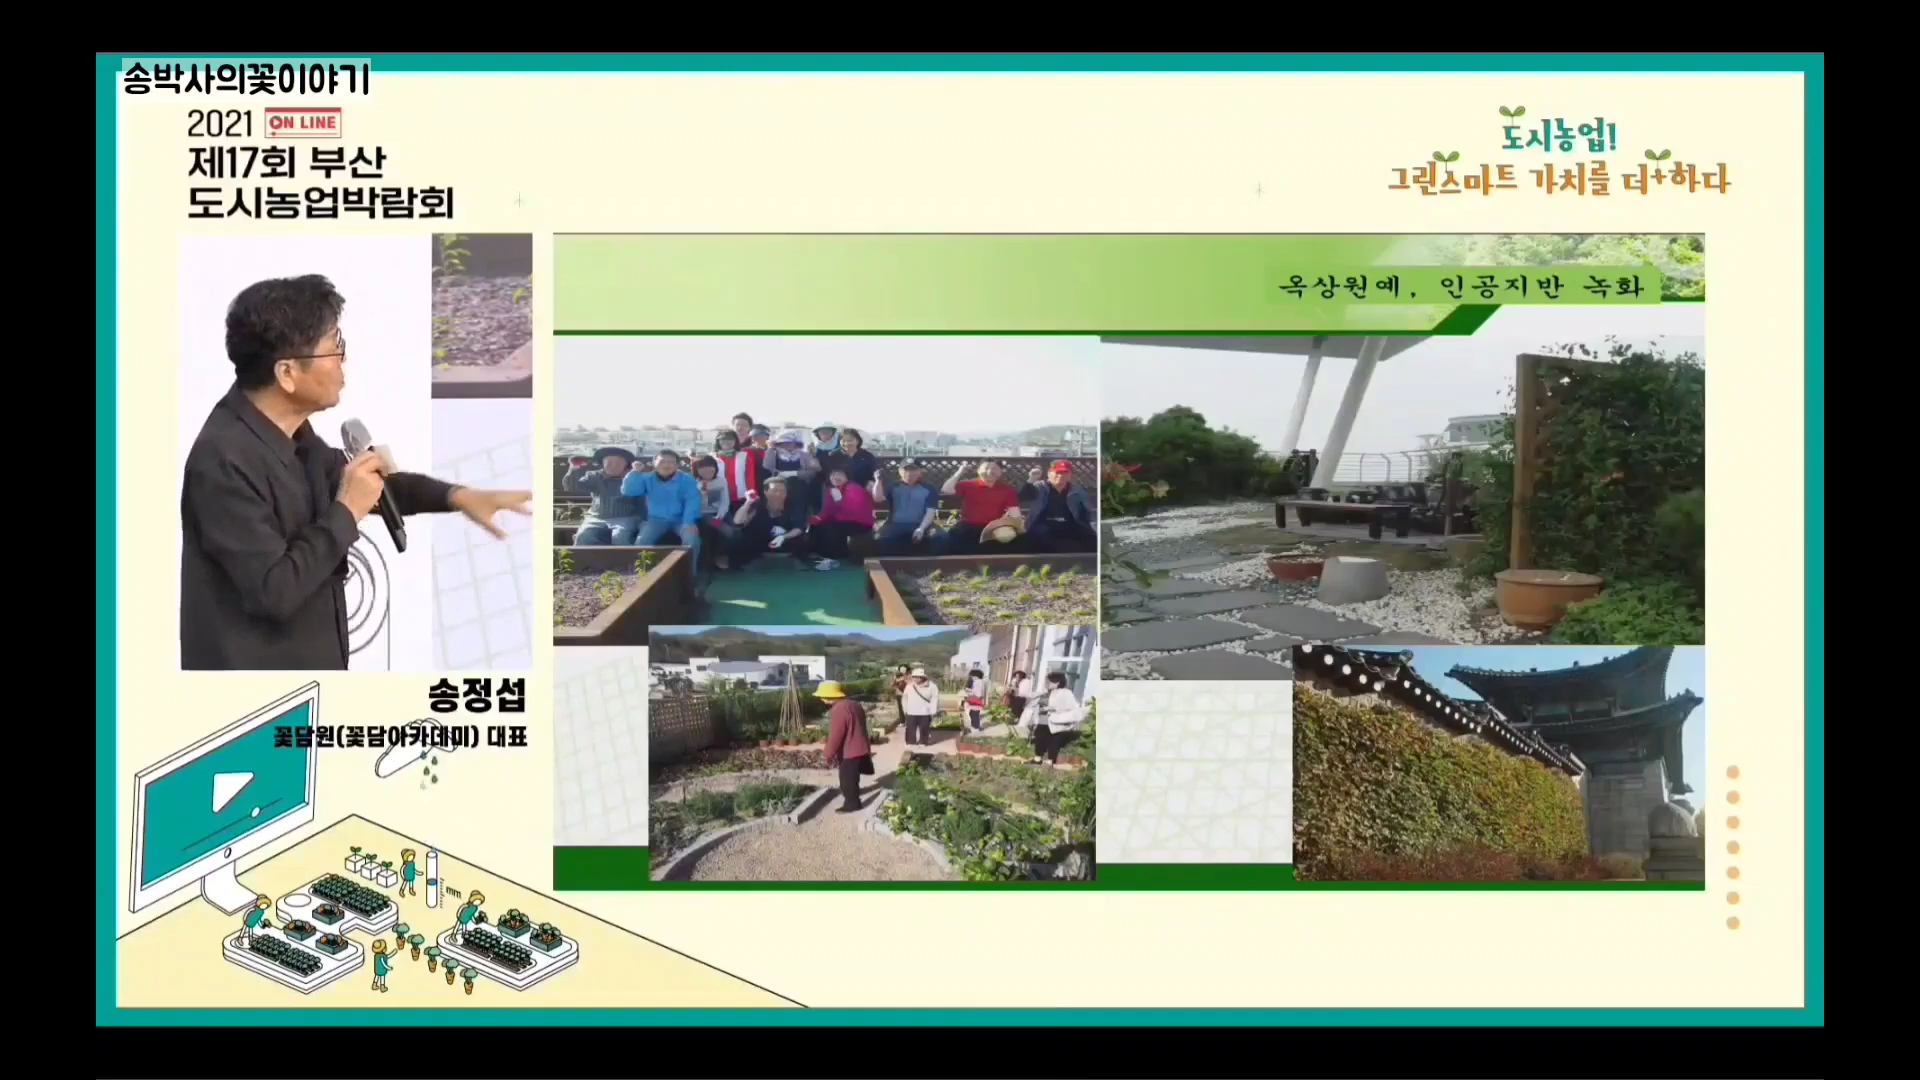 송박사의꽃이야기
2021 ON LINE
제17회 부산
도시농업박람회
도시농업!
그린스마트 가치를 더+하다
옥상원예, 인공지반 녹화
송정섭
꽃담원(꽃담아카데미) 대표
mm